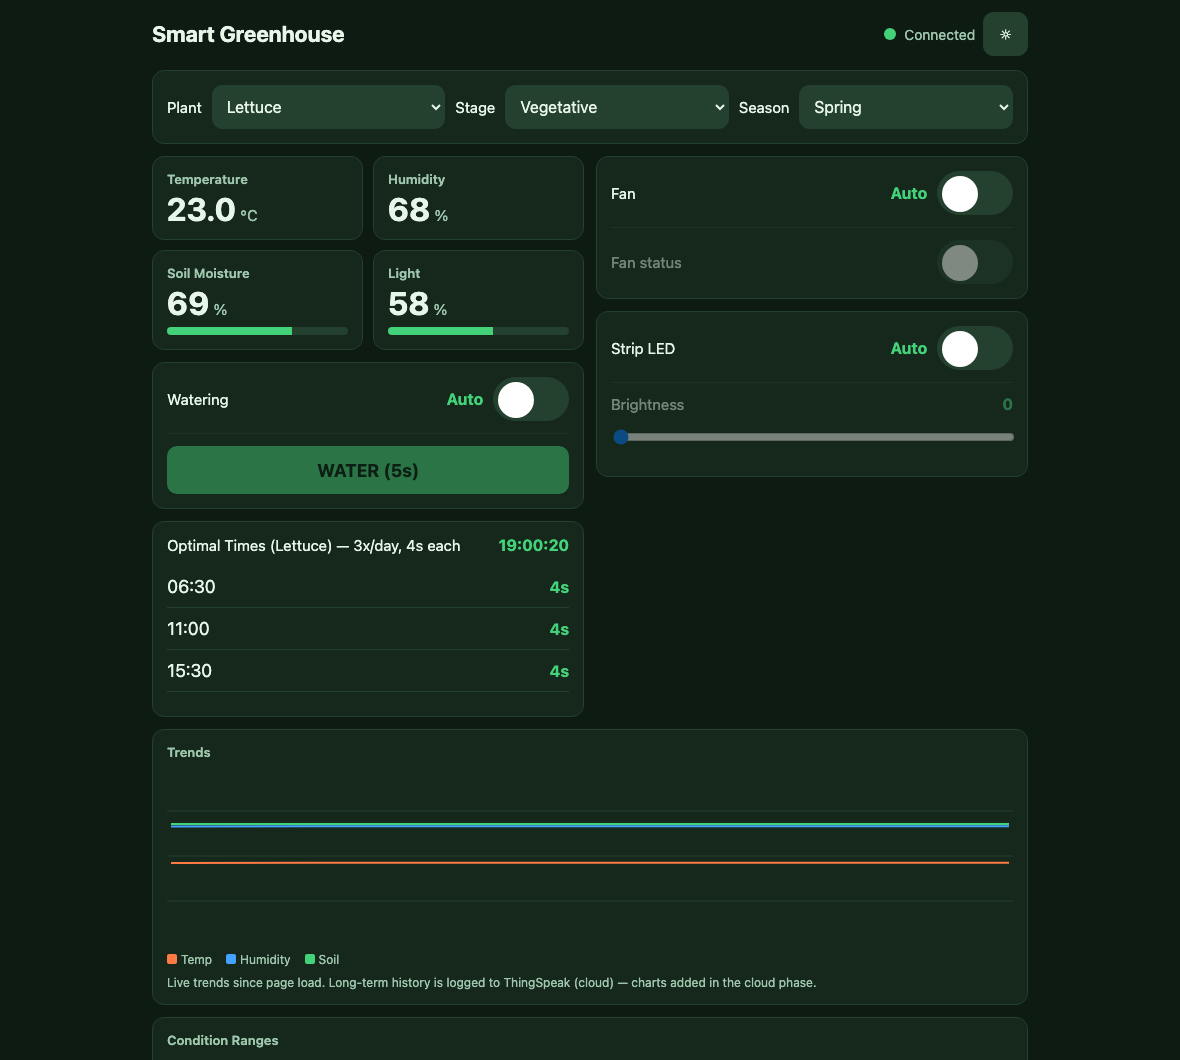 Smart Greenhouse
Connected
Plant Lettuce Stage Vegetative Season Spring
Temperature
23.0 °C
Humidity
68 %
Soil Moisture
69 %
Light
58 %
Watering Auto
WATER (5s)
Optimal Times (Lettuce) — 3x/day, 4s each 19:00:20
06:30 4s
11:00 4s
15:30 4s
Fan Auto
Fan status
Strip LED Auto
Brightness 0
Trends
Temp Humidity Soil
Live trends since page load. Long-term history is logged to ThingSpeak (cloud) — charts added in the cloud phase.
Condition Ranges